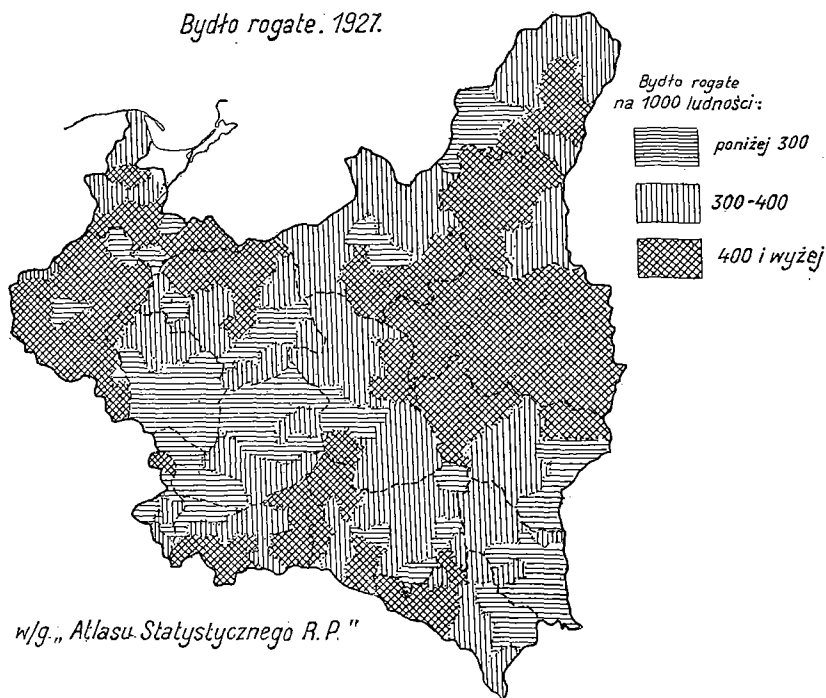 Bydło rogate. 1927.
Bydło rogate
na 1000 ludności:
poniżej 300
300-400
400 i wyżej
w/g. „Atlasu Statystycznego R.P."